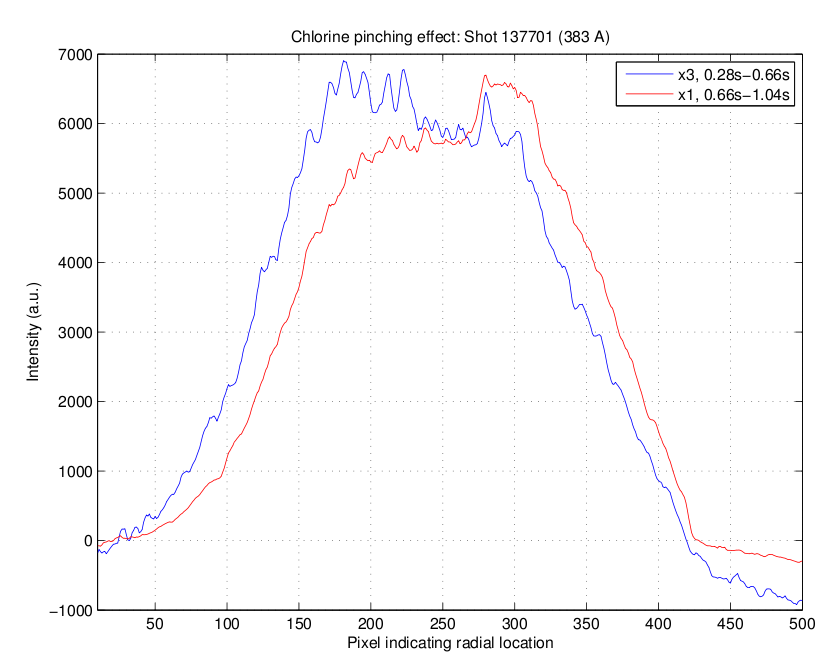 Chlorine pinching effect: Shot 137701 (383 A)
x3, 0.28s−0.66s
x1, 0.66s−1.04s
7000
6000
5000
4000
3000
2000
1000
0
−1000
Intensity (a.u.)
50 100 150 200 250 300 350 400 450 500
Pixel indicating radial location